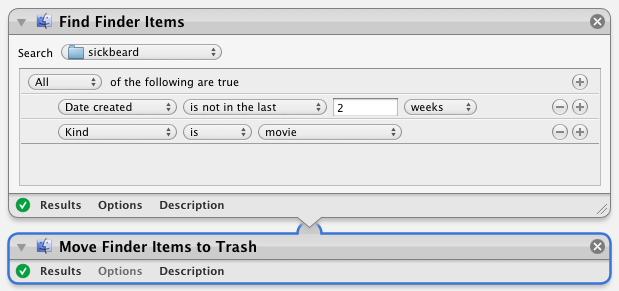 Find Finder Items
Search sickbeard
All of the following are true
Date created is not in the last 2 weeks
Kind is movie
Results Options Description
Move Finder Items to Trash
Results Options Description